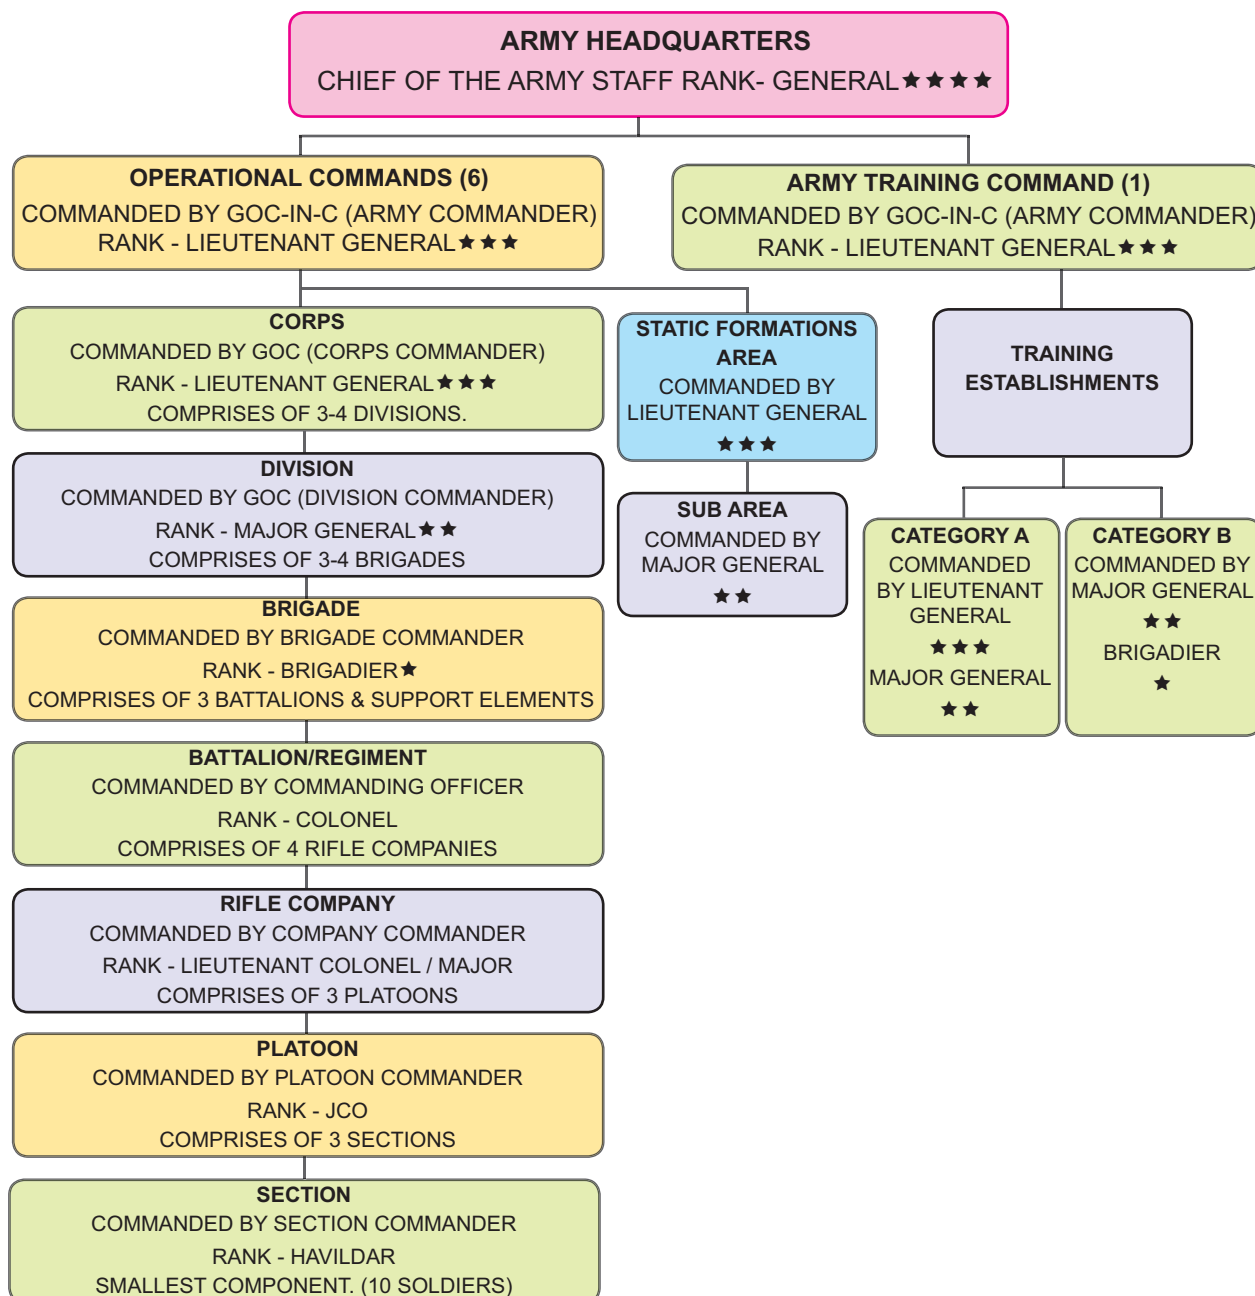 ARMY HEADQUARTERS
CHIEF OF THE ARMY STAFF RANK- GENERAL★★★★
OPERATIONAL COMMANDS (6)
COMMANDED BY GOC-IN-C (ARMY COMMANDER)
RANK - LIEUTENANT GENERAL★★★
ARMY TRAINING COMMAND (1)
COMMANDED BY GOC-IN-C (ARMY COMMANDER)
RANK - LIEUTENANT GENERAL★★★
CORPS
COMMANDED BY GOC (CORPS COMMANDER)
RANK - LIEUTENANT GENERAL★★★
COMPRISES OF 3-4 DIVISIONS.
STATIC FORMATIONS
AREA
COMMANDED BY
LIEUTENANT GENERAL
★★★
TRAINING
ESTABLISHMENTS
DIVISION
COMMANDED BY GOC (DIVISION COMMANDER)
RANK - MAJOR GENERAL★★
COMPRISES OF 3-4 BRIGADES
SUB AREA
COMMANDED BY
MAJOR GENERAL
★★
CATEGORY A
COMMANDED
BY LIEUTENANT
GENERAL
★★★
MAJOR GENERAL
★★
CATEGORY B
COMMANDED BY
MAJOR GENERAL
★★
BRIGADIER
★
BRIGADE
COMMANDED BY BRIGADE COMMANDER
RANK - BRIGADIER★
COMPRISES OF 3 BATTALIONS & SUPPORT ELEMENTS
BATTALION/REGIMENT
COMMANDED BY COMMANDING OFFICER
RANK - COLONEL
COMPRISES OF 4 RIFLE COMPANIES
RIFLE COMPANY
COMMANDED BY COMPANY COMMANDER
RANK - LIEUTENANT COLONEL / MAJOR
COMPRISES OF 3 PLATOONS
PLATOON
COMMANDED BY PLATOON COMMANDER
RANK - JCO
COMPRISES OF 3 SECTIONS
SECTION
COMMANDED BY SECTION COMMANDER
RANK - HAVILDAR
SMALLEST COMPONENT. (10 SOLDIERS)